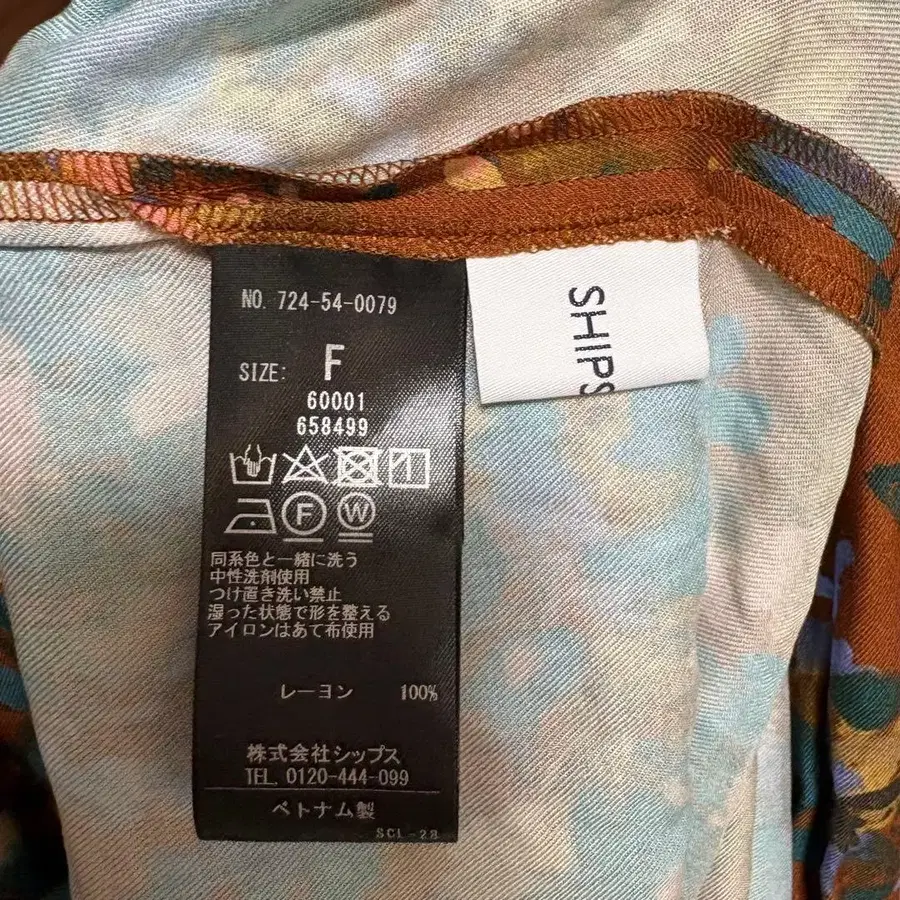 NO. 724-54-0079
SIZE: F
60001
658499
F W
同系色と一緒に洗う
中性洗剤使用
つけ置き洗い禁止
湿った状態で形を整える
アイロンはあて布使用
レーヨン 100%
株式会社シップス
TEL. 0120-444-099
ベトナム製
SCL-28
SHIPS